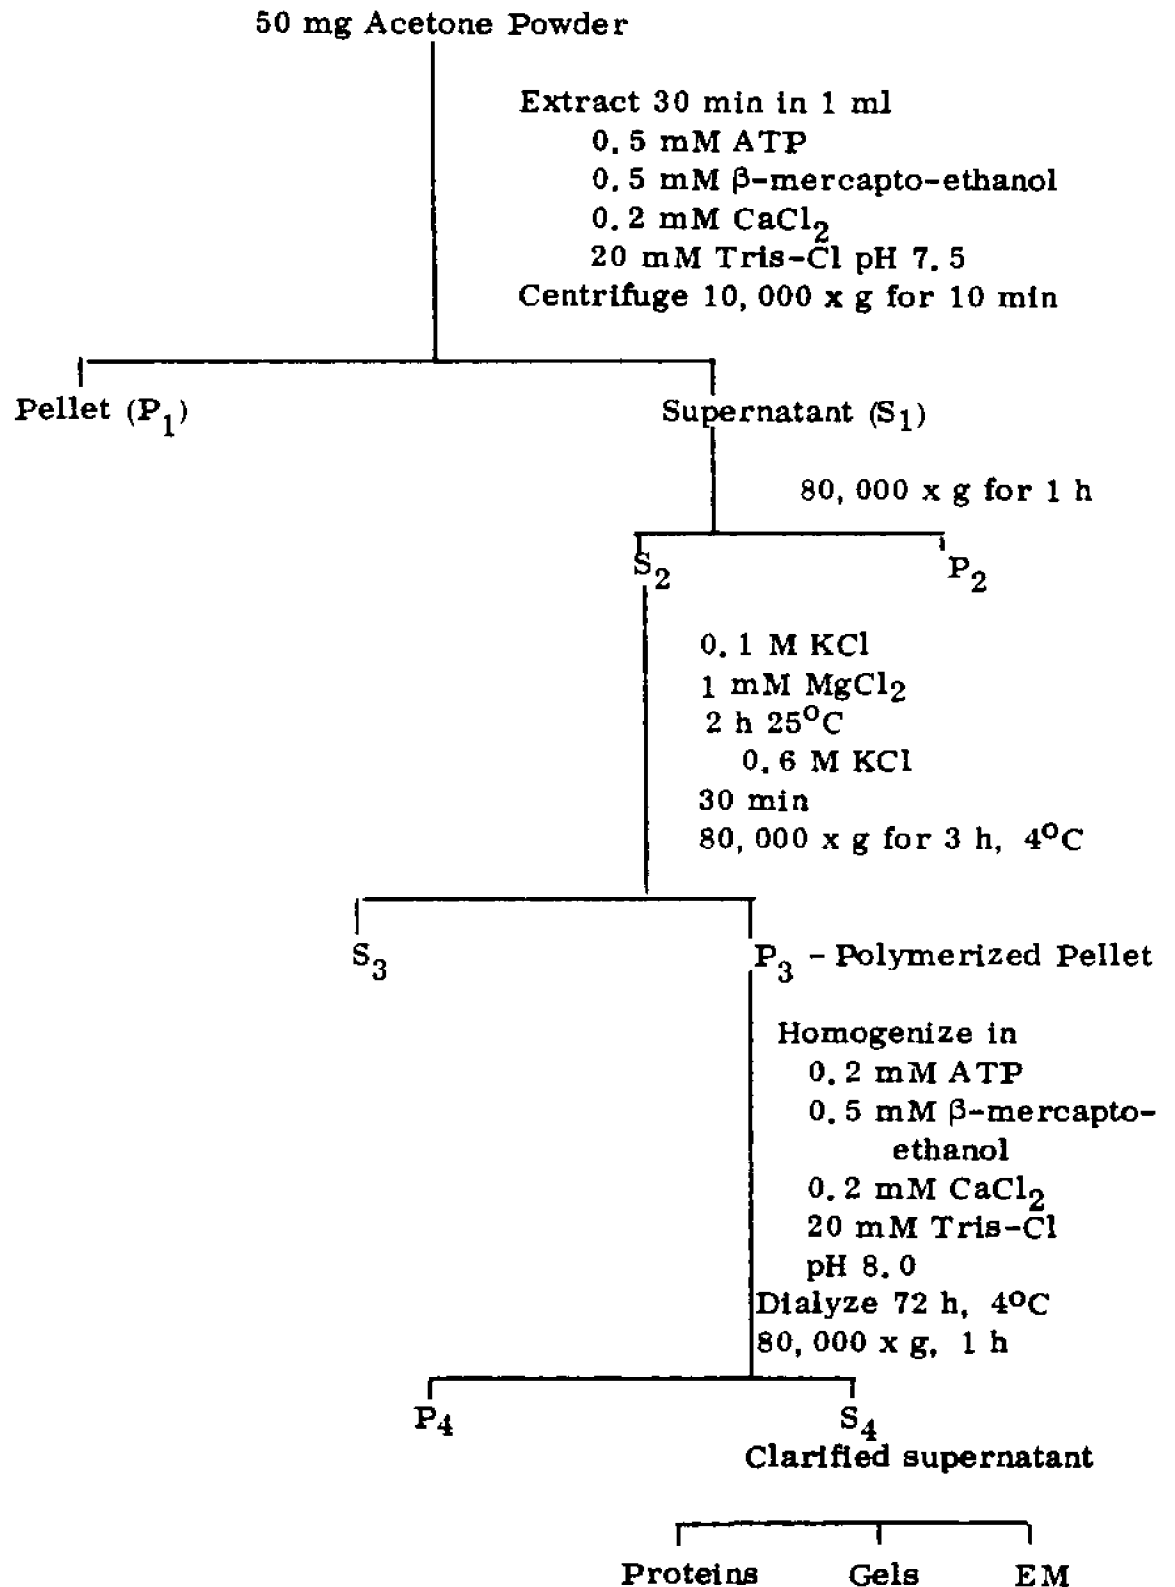 50 mg Acetone Powder
Extract 30 min in 1 ml
0.5 mM ATP
0.5 mM β-mercapto-ethanol
0.2 mM CaCl₂
20 mM Tris-Cl pH 7.5
Centrifuge 10,000 x g for 10 min
Pellet (P₁)
Supernatant (S₁)
80,000 x g for 1 h
S₂
P₂
0.1 M KCl
1 mM MgCl₂
2 h 25°C
0.6 M KCl
30 min
80,000 x g for 3 h, 4°C
S₃
P₃ - Polymerized Pellet
Homogenize in
0.2 mM ATP
0.5 mM β-mercapto-
ethanol
0.2 mM CaCl₂
20 mM Tris-Cl
pH 8.0
Dialyze 72 h, 4°C
80,000 x g, 1 h
P₄
S₄
Clarified supernatant
Proteins
Gels
EM